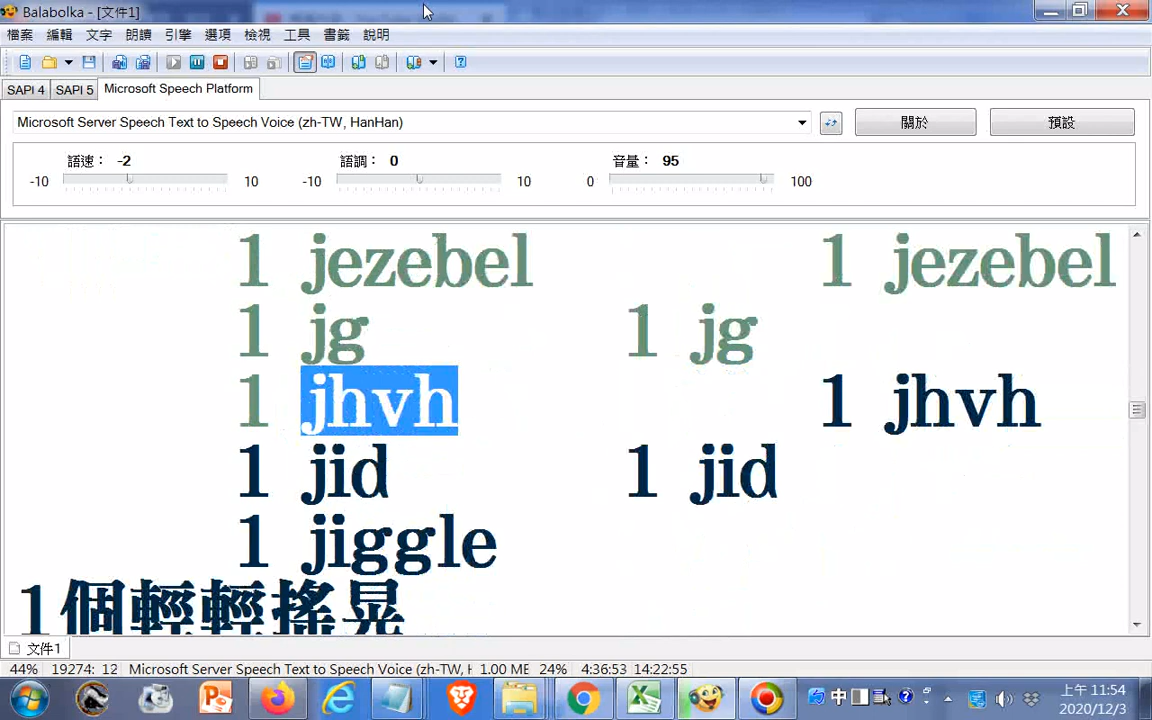 Balabolka - [文件1]
檔案 編輯 文字 朗讀 引擎 選項 檢視 工具 書籤 說明
SAPI 4 SAPI 5 Microsoft Speech Platform
Microsoft Server Speech Text to Speech Voice (zh-TW, HanHan) 關於 預設
語速： -2 語調： 0 音量： 95
-10 10 -10 10 0 100
1 jezebel 1 jezebel
1 jg 1 jg
1 jhvh 1 jhvh
1 jid 1 jid
1 jiggle
1個輕輕搖晃
文件1
44% 19274: 12 Microsoft Server Speech Text to Speech Voice (zh-TW, 1.00 ME 24% 4:36:53 14:22:55
中 上午 11:54
2020/12/3